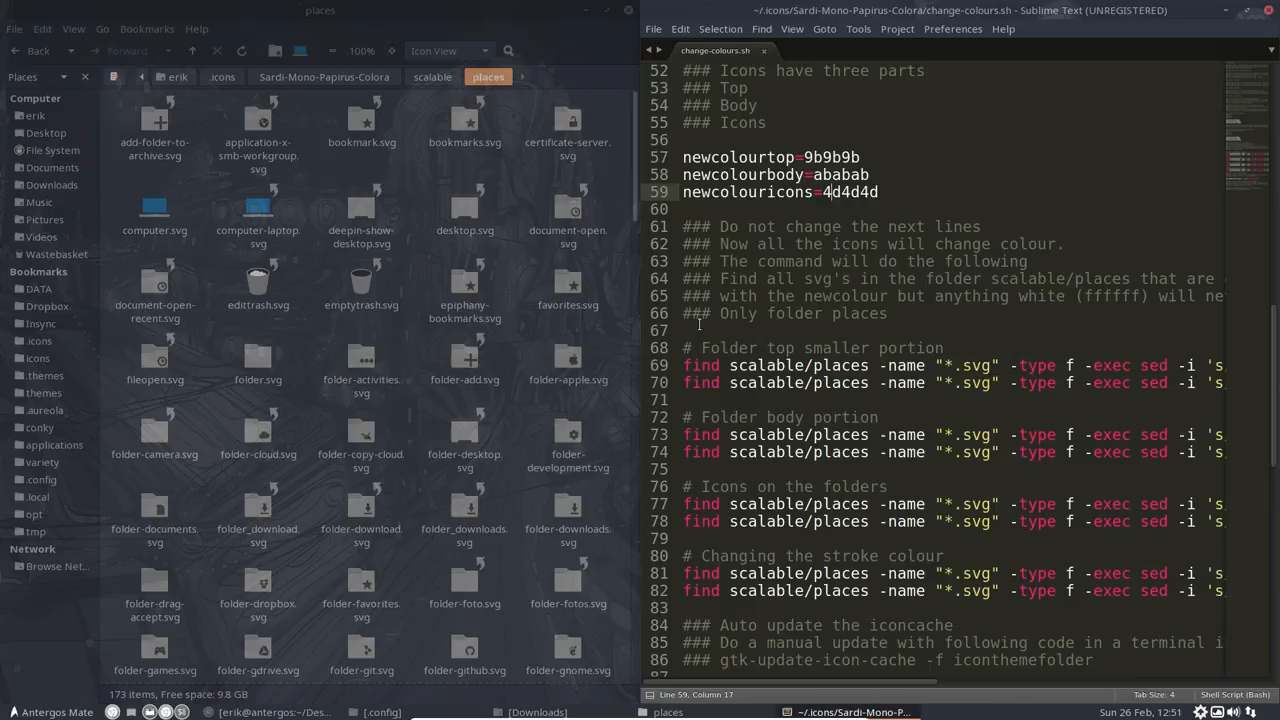 places
File Edit View Go Bookmarks Help
Back Forward 100% Icon View
Places erik .icons Sardi-Mono-Papirus-Colora scalable places
Computer
erik
Desktop
File System
Documents
Music
Pictures
Videos
Wastebasket
Bookmarks
DATA
Dropbox
Insync
.icons
icons
.themes
themes
.aureola
conky
applications
variety
.config
.local
opt
tmp
Network
Browse Net...
add-folder-to-archive.svg
application-x-smb-workgroup.svg
bookmark.svg
bookmarks.svg
certificate-server.svg
computer.svg
computer-laptop.svg
deepin-show-desktop.svg
desktop.svg
document-open.svg
document-open-recent.svg
edittrash.svg
emptytrash.svg
epiphany-bookmarks.svg
favorites.svg
fileopen.svg
folder.svg
folder-activities.svg
folder-add.svg
folder-apple.svg
folder-camera.svg
folder-cloud.svg
folder-copy-cloud.svg
folder-desktop.svg
folder-development.svg
folder-documents.svg
folder_download.svg
folder-download.svg
folder_downloads.svg
folder-downloads.svg
folder-drag-accept.svg
folder-dropbox.svg
folder-favorites.svg
folder-foto.svg
folder-fotos.svg
folder-games.svg
folder-gdrive.svg
folder-git.svg
folder-github.svg
folder-gnome.svg
173 items, Free space: 9.8 GB
~/.icons/Sardi-Mono-Papirus-Colora/change-colours.sh - Sublime Text (UNREGISTERED)
File Edit Selection Find View Goto Tools Project Preferences Help
change-colours.sh
52 ### Icons have three parts
53 ### Top
54 ### Body
55 ### Icons
56
57 newcolourtop=9b9b9b
58 newcolourbody=ababab
59 newcolouricons=4d4d4d
60
61 ### Do not change the next lines
62 ### Now all the icons will change colour.
63 ### The command will do the following
64 ### Find all svg's in the folder scalable/places that are
65 ### with the newcolour but anything white (ffffff) will ne
66 ### Only folder places
67
68 # Folder top smaller portion
69 find scalable/places -name "*.svg" -type f -exec sed -i 's
70 find scalable/places -name "*.svg" -type f -exec sed -i 's
71
72 # Folder body portion
73 find scalable/places -name "*.svg" -type f -exec sed -i 's
74 find scalable/places -name "*.svg" -type f -exec sed -i 's
75
76 # Icons on the folders
77 find scalable/places -name "*.svg" -type f -exec sed -i 's
78 find scalable/places -name "*.svg" -type f -exec sed -i 's
79
80 # Changing the stroke colour
81 find scalable/places -name "*.svg" -type f -exec sed -i 's
82 find scalable/places -name "*.svg" -type f -exec sed -i 's
83
84 ### Auto update the iconcache
85 ### Do a manual update with following code in a terminal i
86 ### gtk-update-icon-cache -f iconthemefolder
Line 59, Column 17 Tab Size: 4 Shell Script (Bash)
Antergos Mate [erik@antergos:~/Des... [.config] [Downloads] places ~/.icons/Sardi-Mono-P... Sun 26 Feb, 12:51